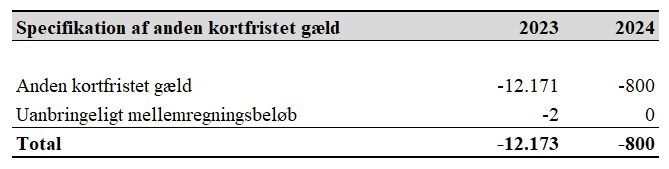 Specifikation af anden kortfristet gæld 2023 2024
Anden kortfristet gæld -12.171 -800
Uanbringeligt mellemregningsbeløb -2 0
Total -12.173 -800